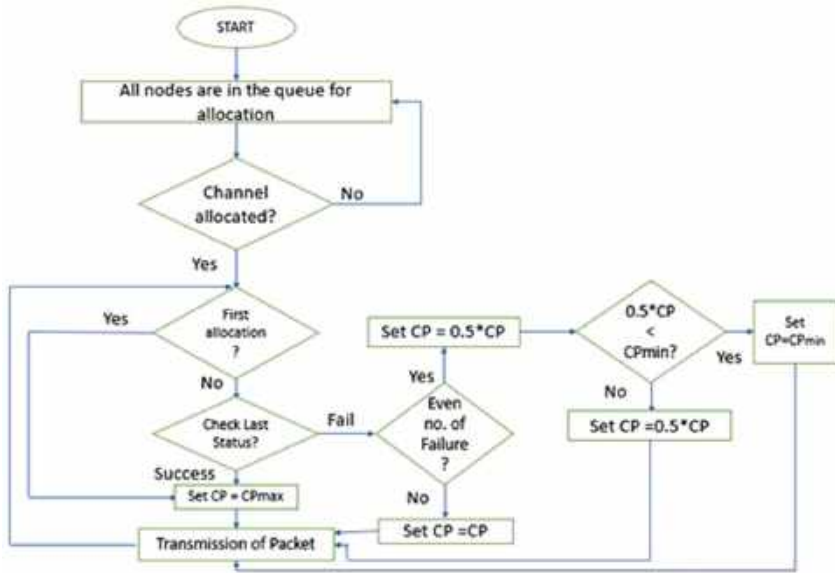 START
All nodes are in the queue for
allocation
Channel
allocated?
No
Yes
First
allocation
?
Yes
No
Check Last
Status?
Fail
Success
Set CP = CPmax
Transmission of Packet
Even
no. of
Failure
?
Yes
No
Set CP = 0.5*CP
Set CP =CP
0.5*CP
<
CPmin?
Yes
No
Set
CP=CPmin
Set CP =0.5*CP